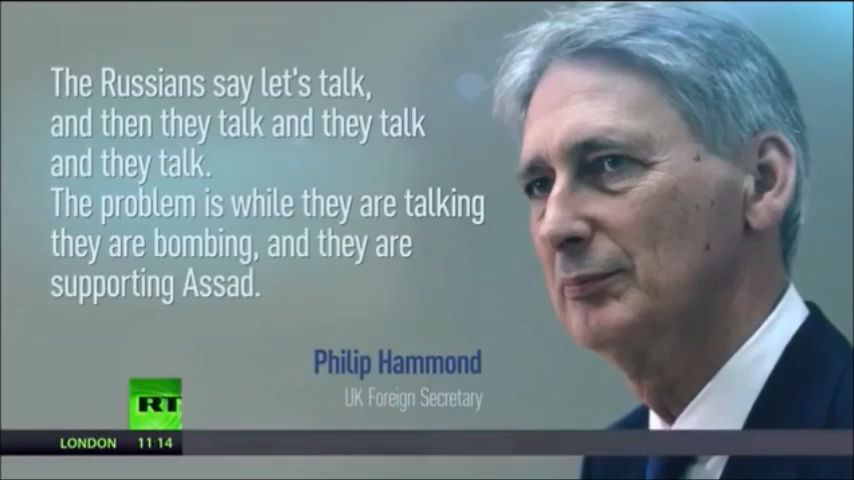 The Russians say let's talk,
and then they talk and they talk
and they talk.
The problem is while they are talking
they are bombing, and they are
supporting Assad.
Philip Hammond
UK Foreign Secretary
RT
LONDON 11:14